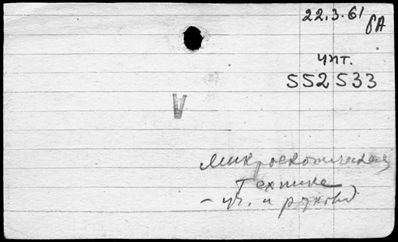 22.3.61 БА
чит.
552533
V
микроскопическая
техника
- уч. и руковод